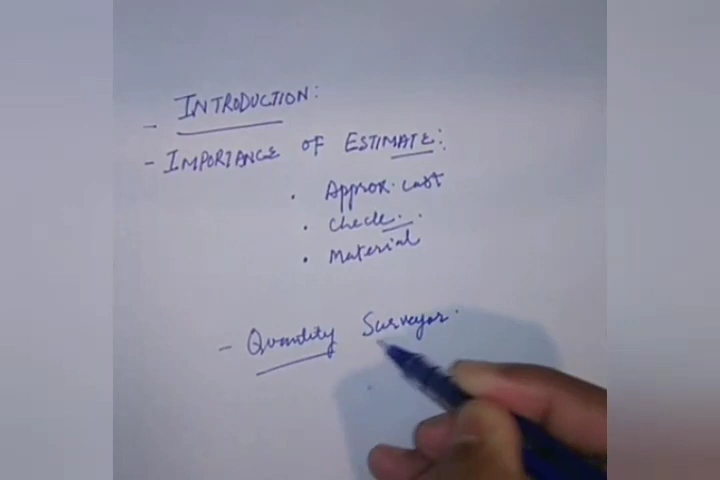 - INTRODUCTION:
- IMPORTANCE OF ESTIMATE:
• Approx. cost
• Check.
• Material
- Quantity Surveyor.